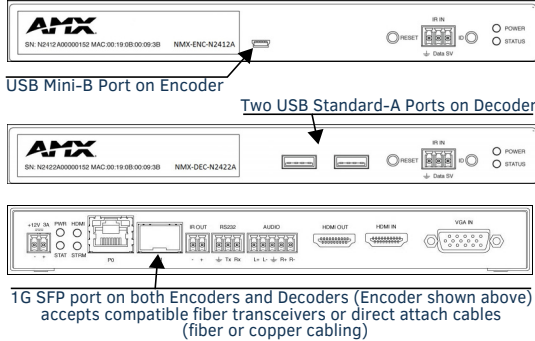 AMX
IR IN
POWER
SN: N2412A00000152 MAC:00:19:0B:00:09:3B NMX-ENC-N2412A
RESET
ID
STATUS
Data 5V
USB Mini-B Port on Encoder
Two USB Standard-A Ports on Decoder
AMX
IR IN
POWER
SN: N2422A00000152 MAC:00:19:0B:00:09:3B NMX-DEC-N2422A
RESET
ID
STATUS
Data 5V
+12V 3A PWR HDMI
IR OUT RS232 AUDIO HDMI OUT HDMI IN VGA IN
- + STAT STRM P0 - + Tx Rx L+ L- R+ R-
1G SFP port on both Encoders and Decoders (Encoder shown above)
accepts compatible fiber transceivers or direct attach cables
(fiber or copper cabling)